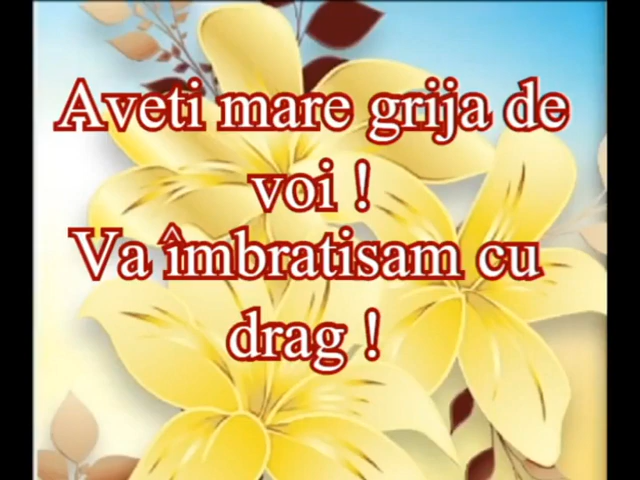 Aveti mare grija de
voi !
Va îmbratisam cu
drag !